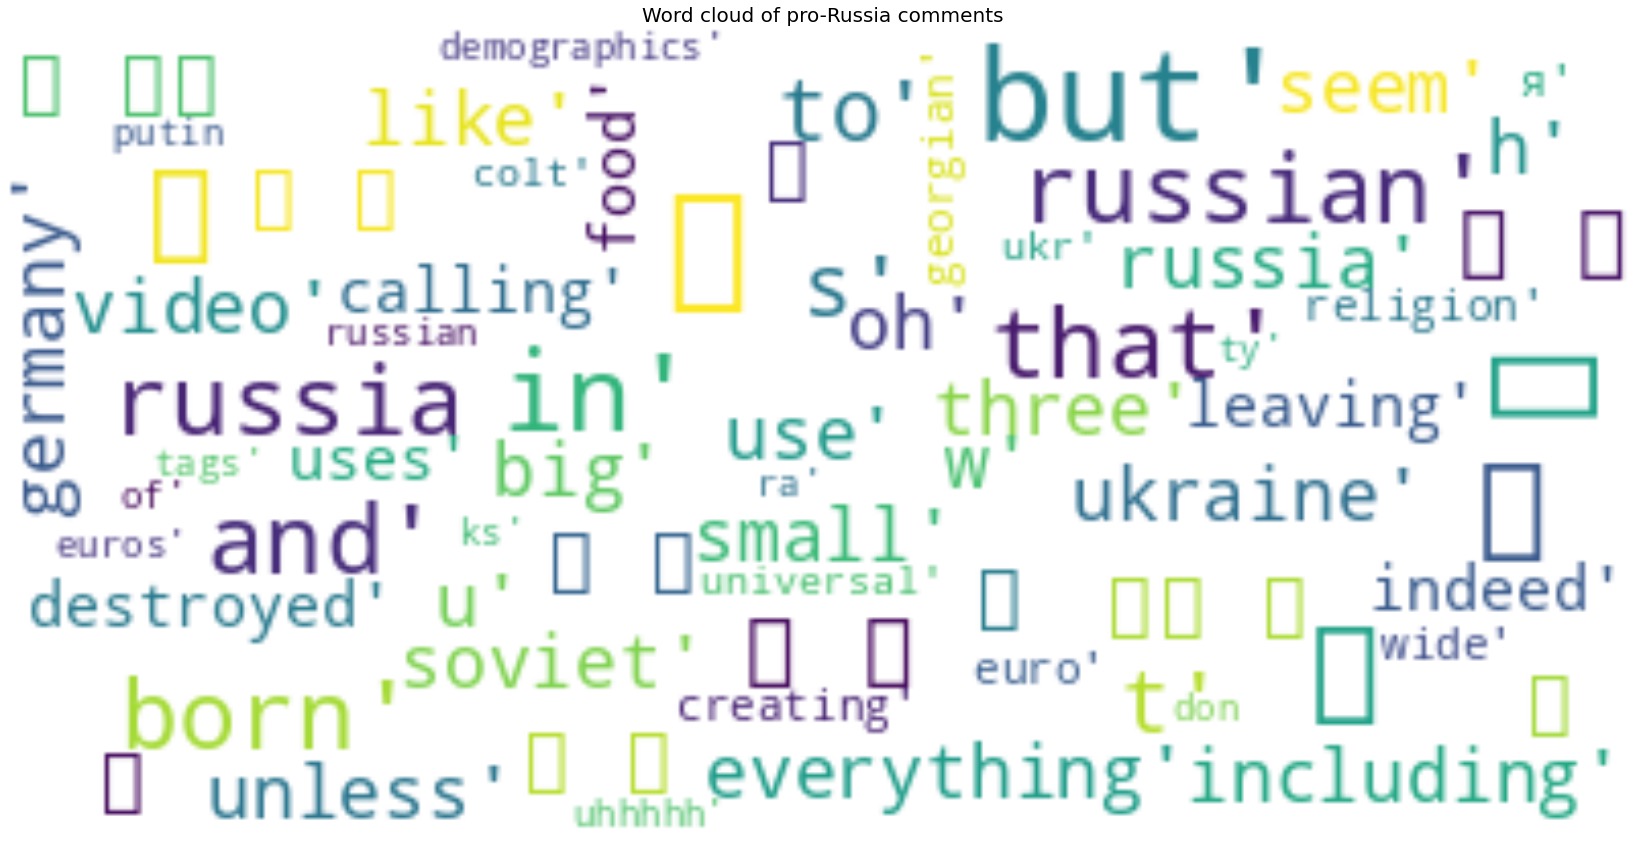 Word cloud of pro-Russia comments
demographics'
putin
like'
food'
colt'
to'
georgian'
but '
seem'
я'
h'
russian'
germany'
video'
calling'
russian
s'
oh'
ukr'
russia'
religion'
that'
ty'
russia
in'
three'
leaving'
use'
w'
tags'
uses'
big'
of'
ra'
ukraine'
euros'
and'
ks'
small'
universal'
destroyed'
u'
indeed'
wide'
soviet'
creating'
euro'
t'
don
born'
unless'
uhhhhh'
everything'
including'